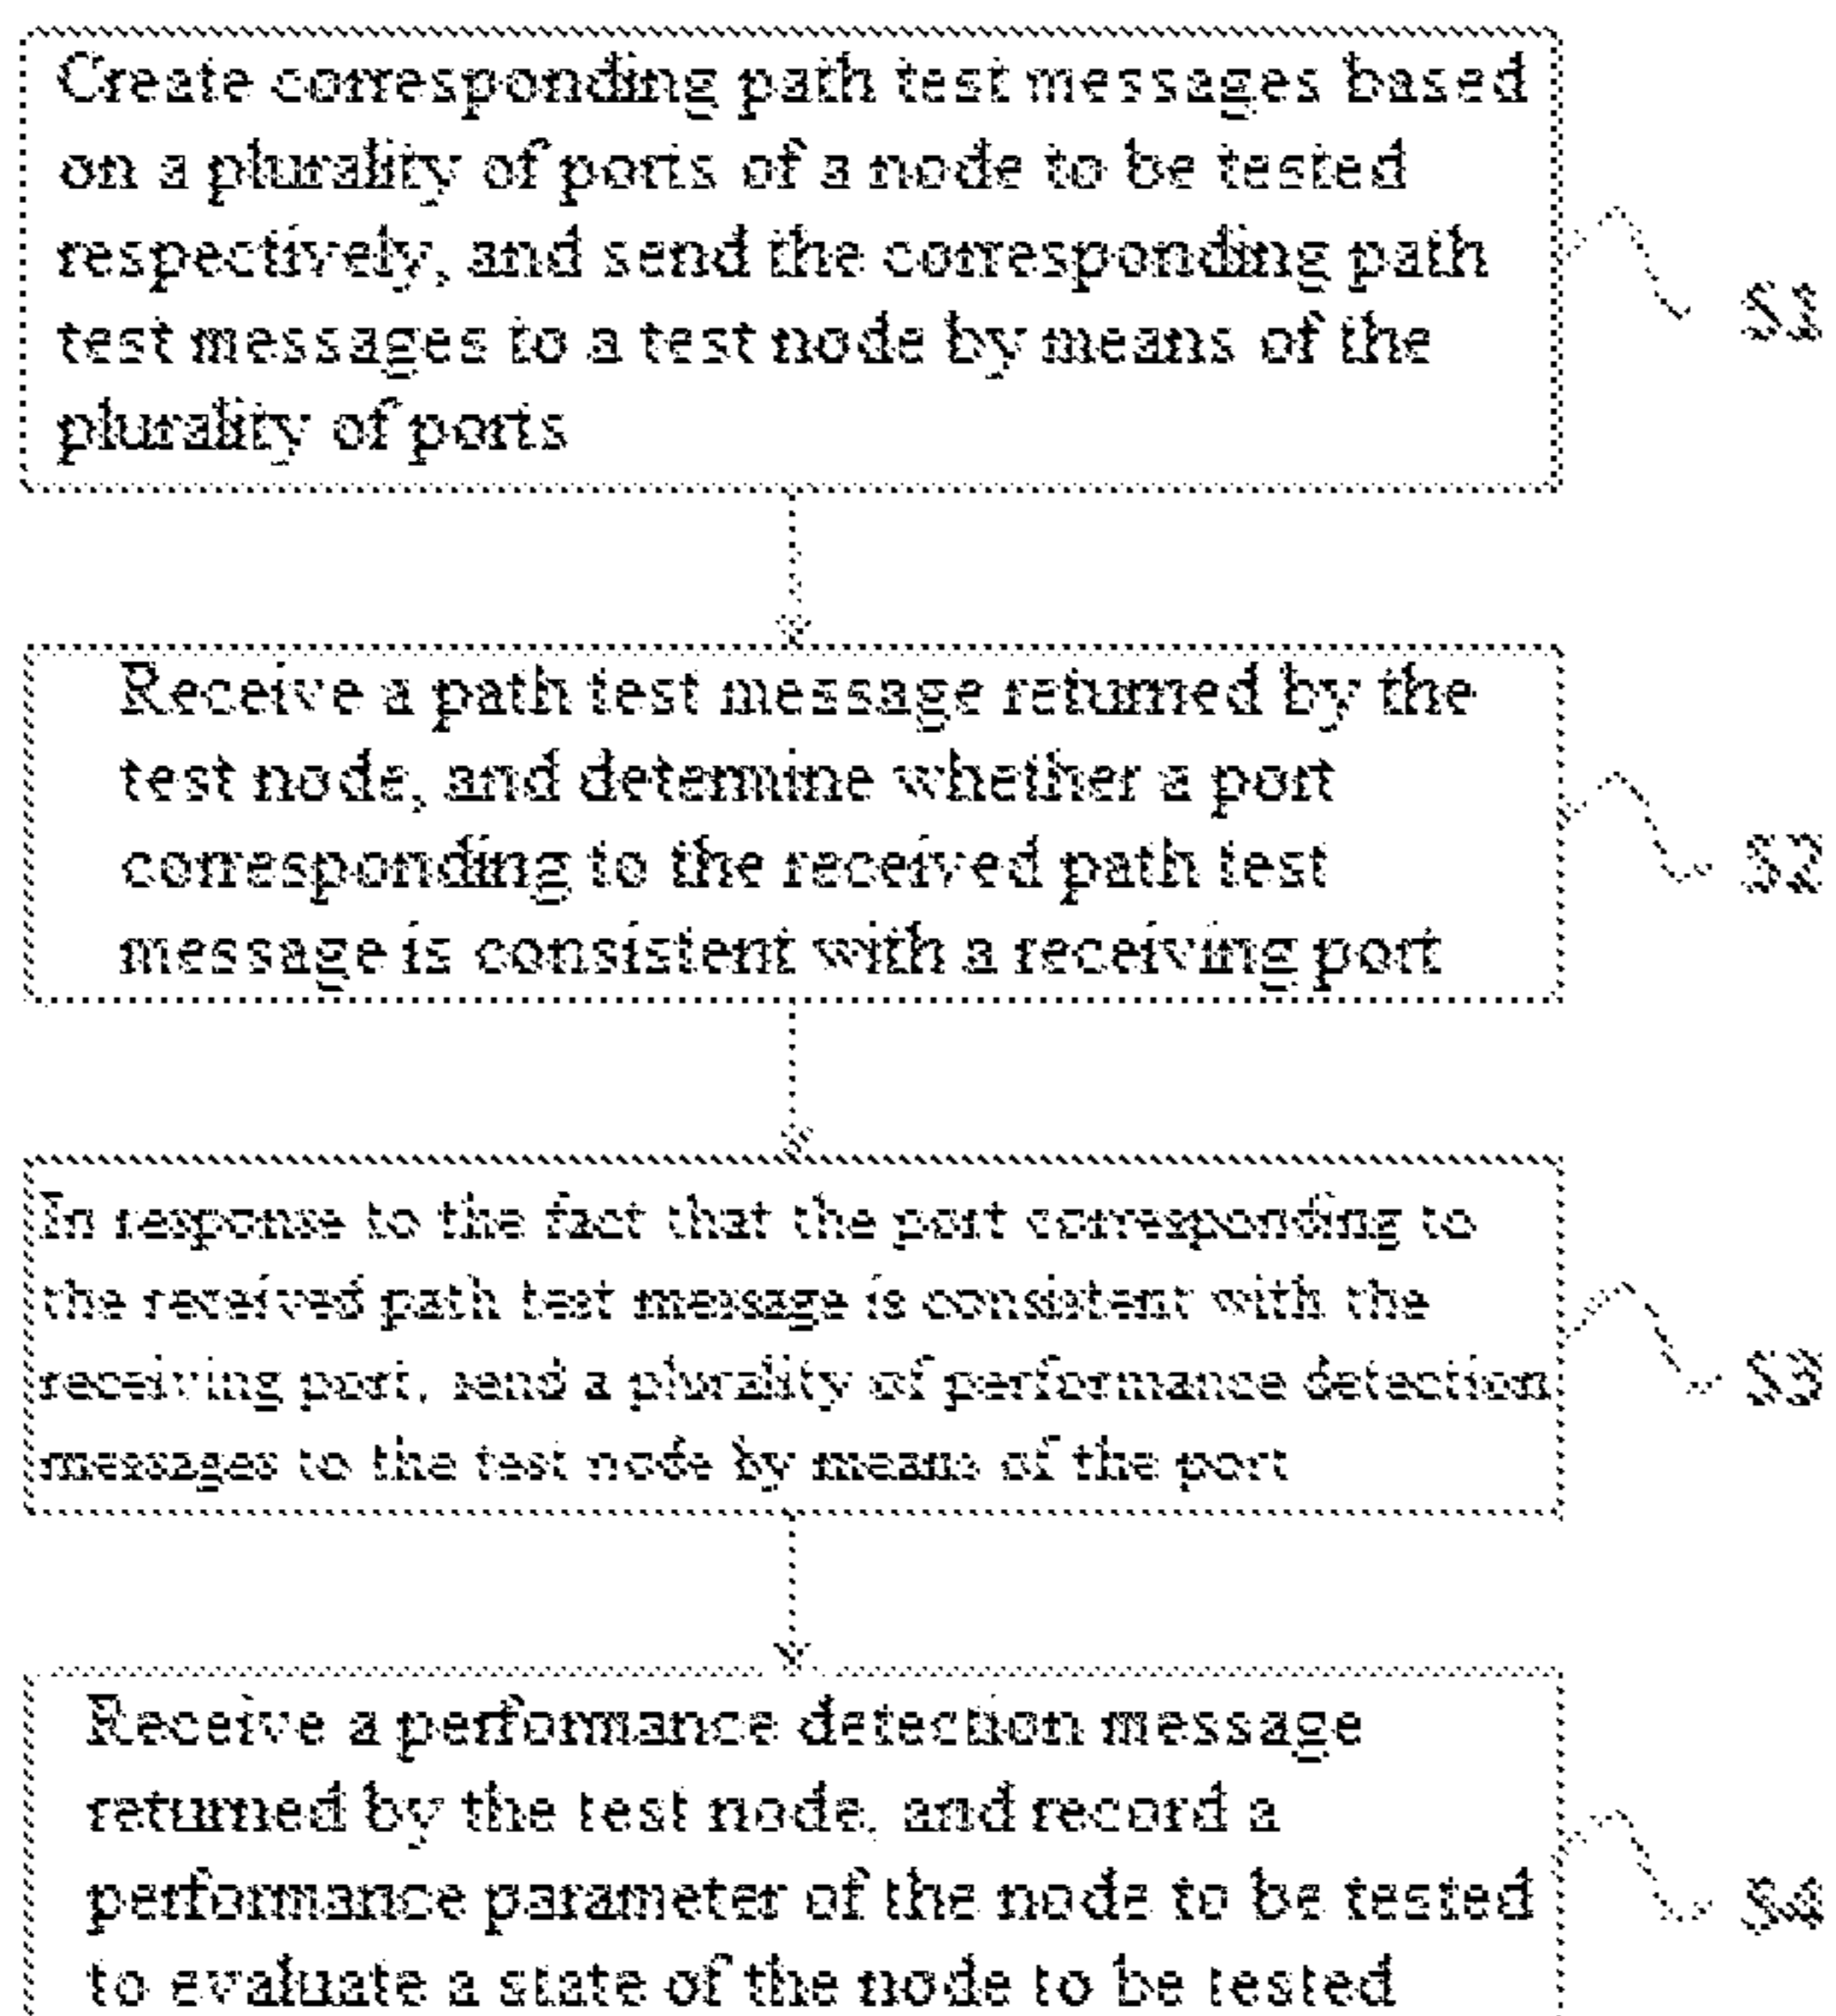 Create corresponding path test messages based
on a plurality of ports of a node to be tested
respectively, and send the corresponding path
test messages to a test node by means of the
plurality of ports
S1
Receive a path test message returned by the
test node, and determine whether a port
corresponding to the received path test
message is consistent with a receiving port
S2
In response to the fact that the port corresponding to
the received path test message is consistent with the
receiving port, send a plurality of performance detection
messages to the test node by means of the port
S3
Receive a performance detection message
returned by the test node, and record a
performance parameter of the node to be tested
to evaluate a state of the node to be tested
S4